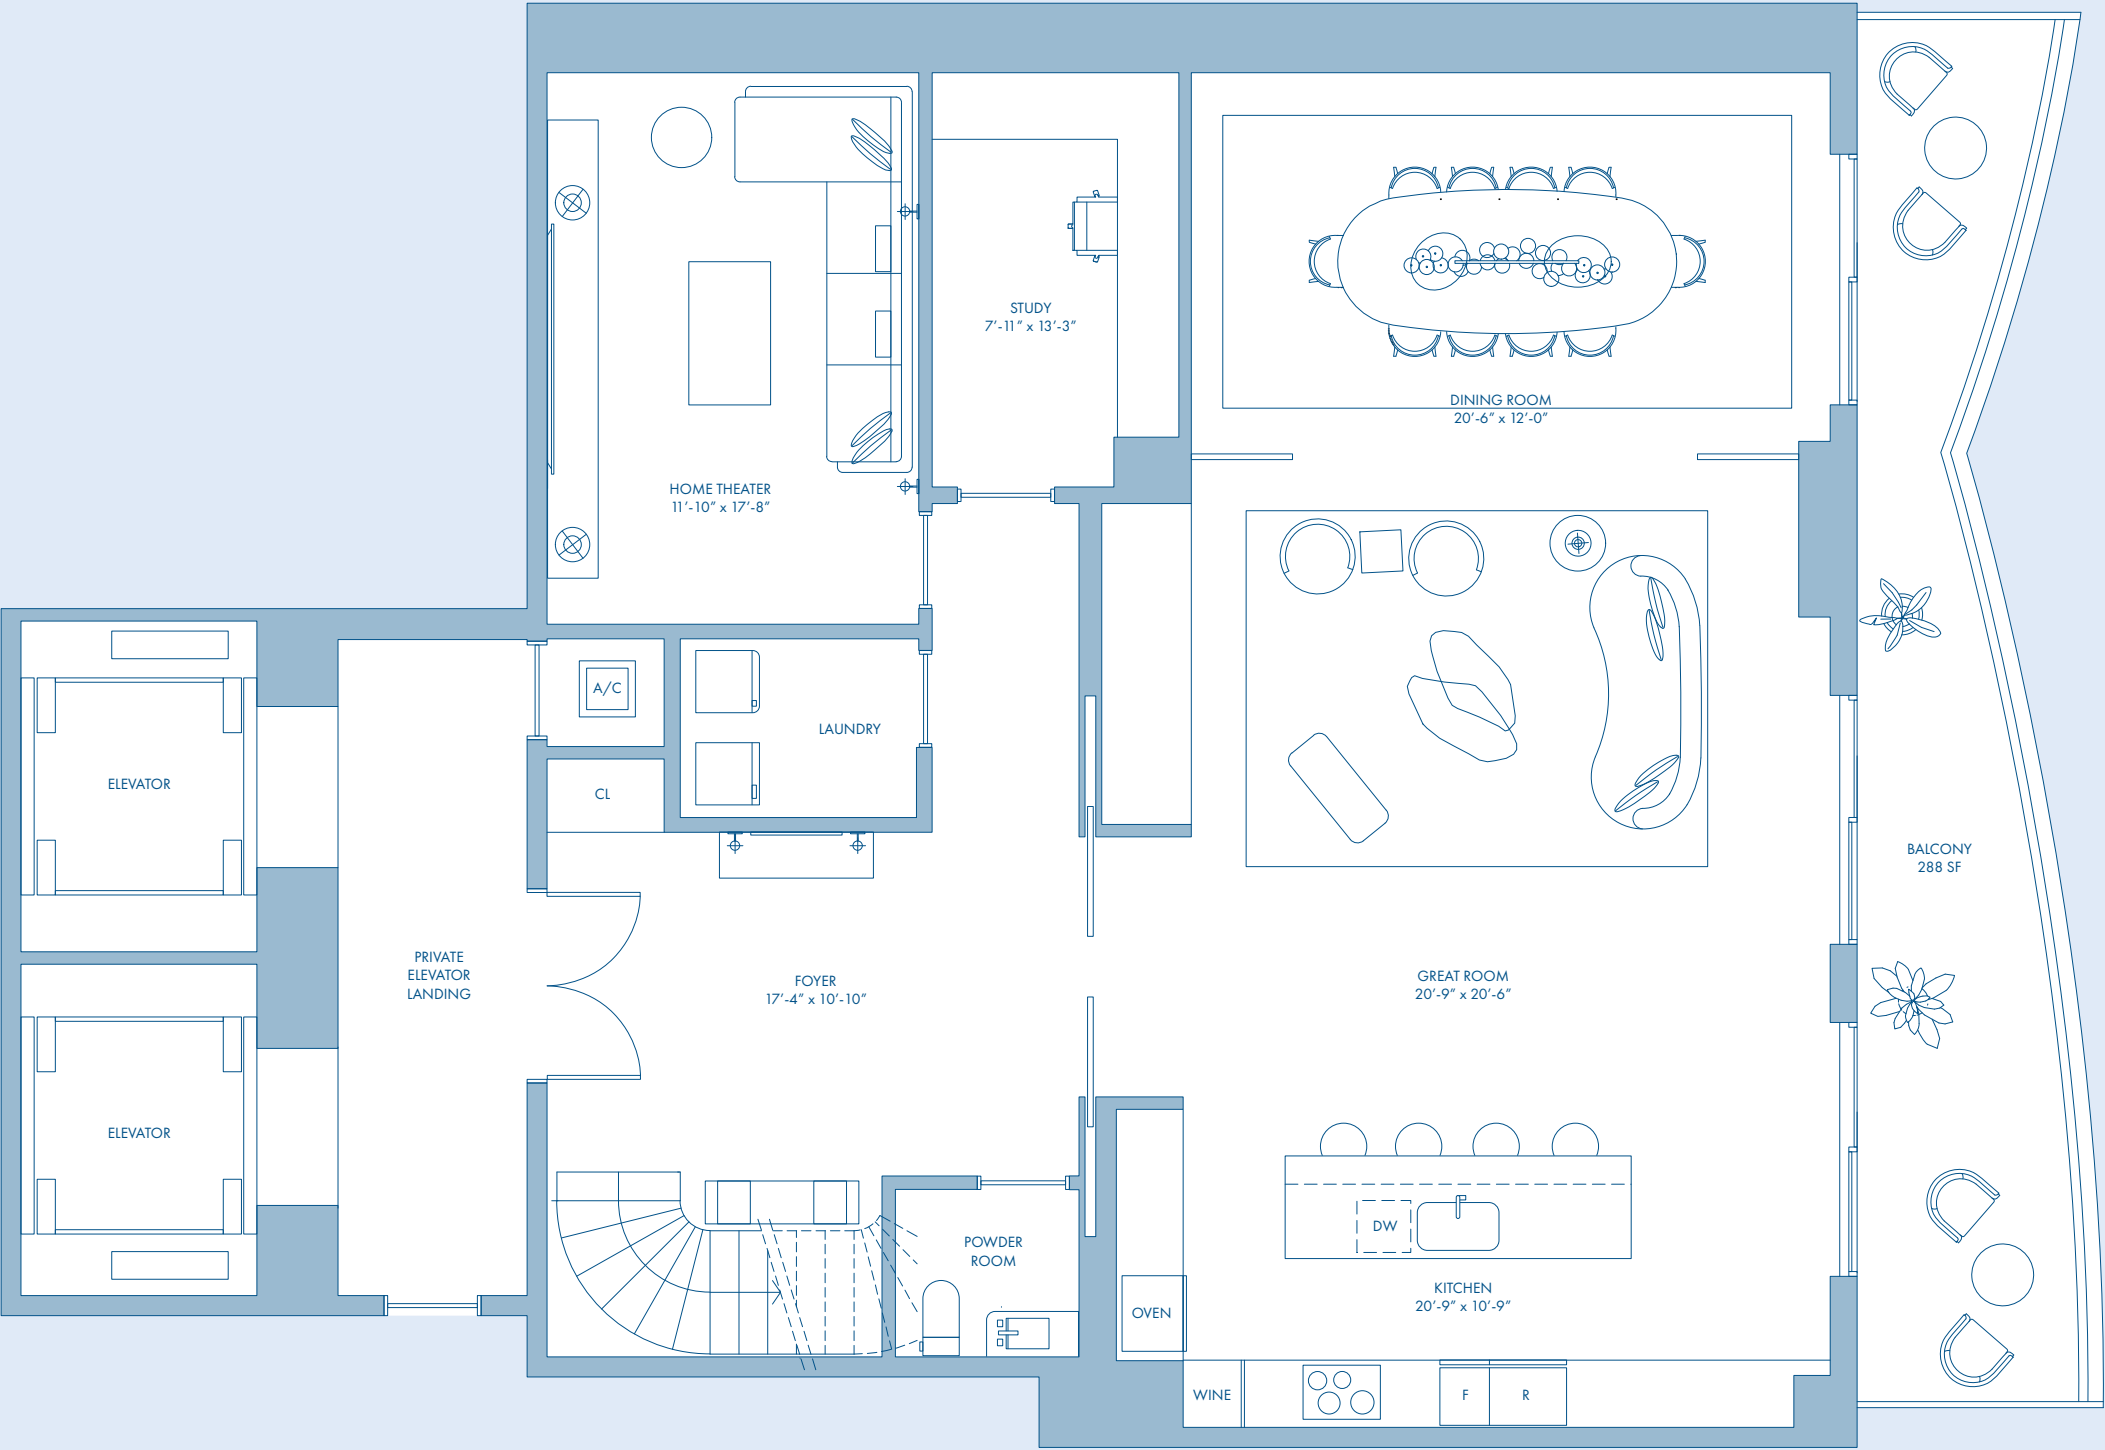 STUDY
7'-11" x 13'-3"
DINING ROOM
20'-6" x 12'-0"
HOME THEATER
11'-10" x 17'-8"
A/C
LAUNDRY
ELEVATOR
CL
BALCONY
288 SF
PRIVATE
ELEVATOR
LANDING
FOYER
17'-4" x 10'-10"
GREAT ROOM
20'-9" x 20'-6"
ELEVATOR
DW
POWDER
ROOM
KITCHEN
20'-9" x 10'-9"
OVEN
WINE
F
R